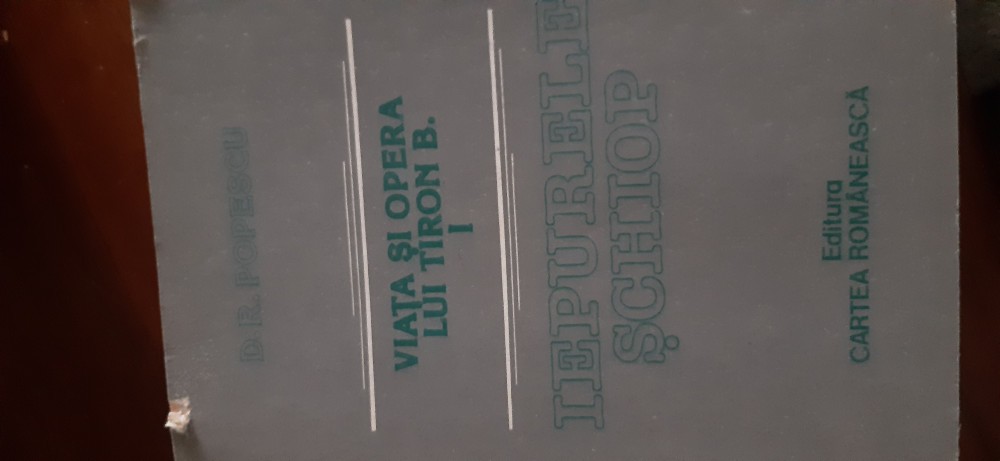 D. R. POPESCU
VIAȚA ȘI OPERA
LUI TIRON B.
I
IEPURELE
ȘCHIOP
Editura
CARTEA ROMÂNEASCĂ